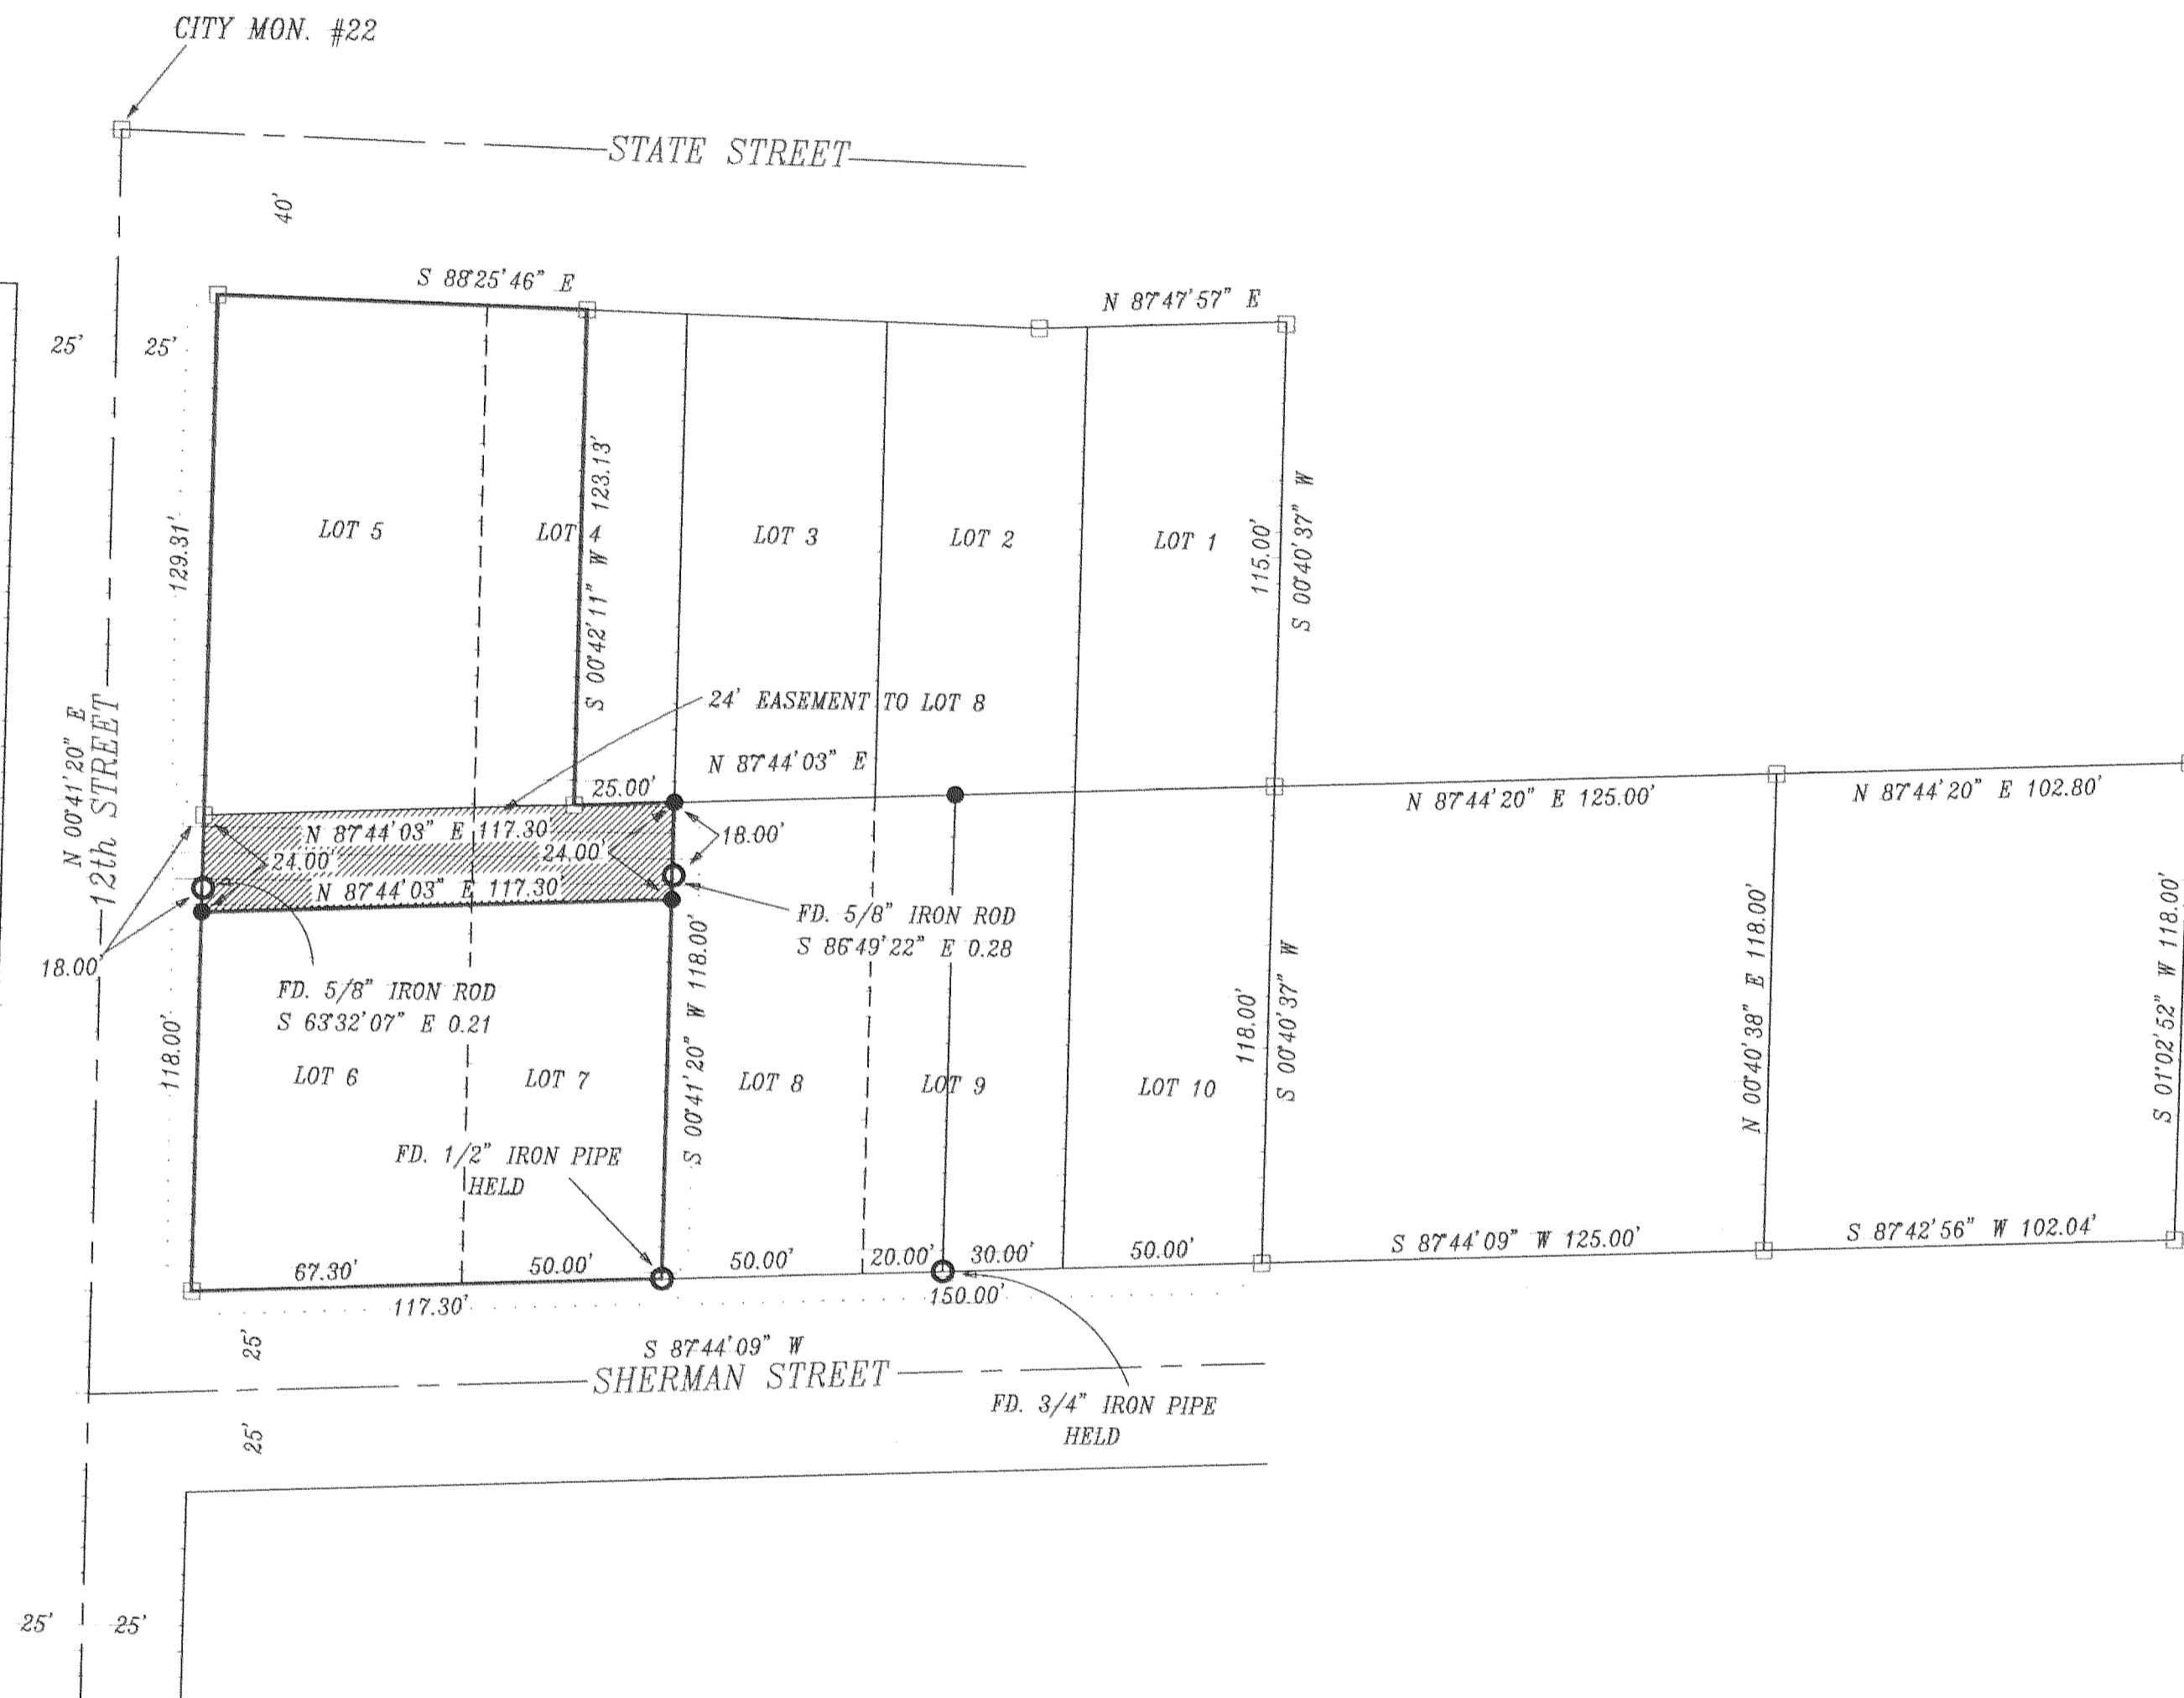 CITY MON. #22
STATE STREET
40'
S 88°25'46" E
N 87°47'57" E
25'
25'
129.31'
LOT 5
LOT 4
S 00°42'11" W 123.13'
LOT 3
LOT 2
LOT 1
115.00'
S 00°40'37" W
24' EASEMENT TO LOT 8
N 00°41'20" E
12th STREET
N 87°44'03" E
25.00'
N 87°44'20" E 125.00'
N 87°44'20" E 102.80'
N 87°44'03" E 117.30'
18.00'
24.00'
24.00'
N 87°44'03" E 117.30'
FD. 5/8" IRON ROD
S 86°49'22" E 0.28
18.00'
FD. 5/8" IRON ROD
S 63°32'07" E 0.21
118.00'
LOT 6
LOT 7
S 00°41'20" W 118.00'
LOT 8
LOT 9
LOT 10
118.00'
S 00°40'37" W
N 00°40'38" E 118.00'
S 01°02'52" W 118.00'
FD. 1/2" IRON PIPE
HELD
67.30'
50.00'
50.00'
20.00'
30.00'
50.00'
S 87°44'09" W 125.00'
S 87°42'56" W 102.04'
117.30'
150.00'
25'
S 87°44'09" W
SHERMAN STREET
FD. 3/4" IRON PIPE
HELD
25'
25'
25'